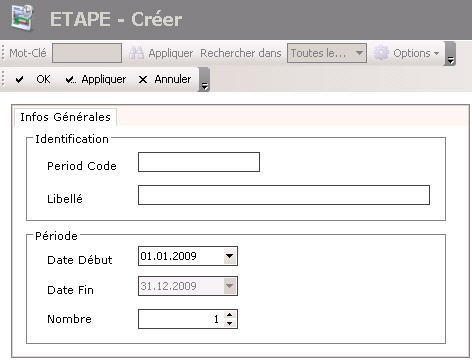 ETAPE - Créer
Mot-Clé Appliquer Rechercher dans Toutes le... Options
OK Appliquer Annuler
Infos Générales
Identification
Period Code
Libellé
Période
Date Début 01.01.2009
Date Fin 31.12.2009
Nombre 1